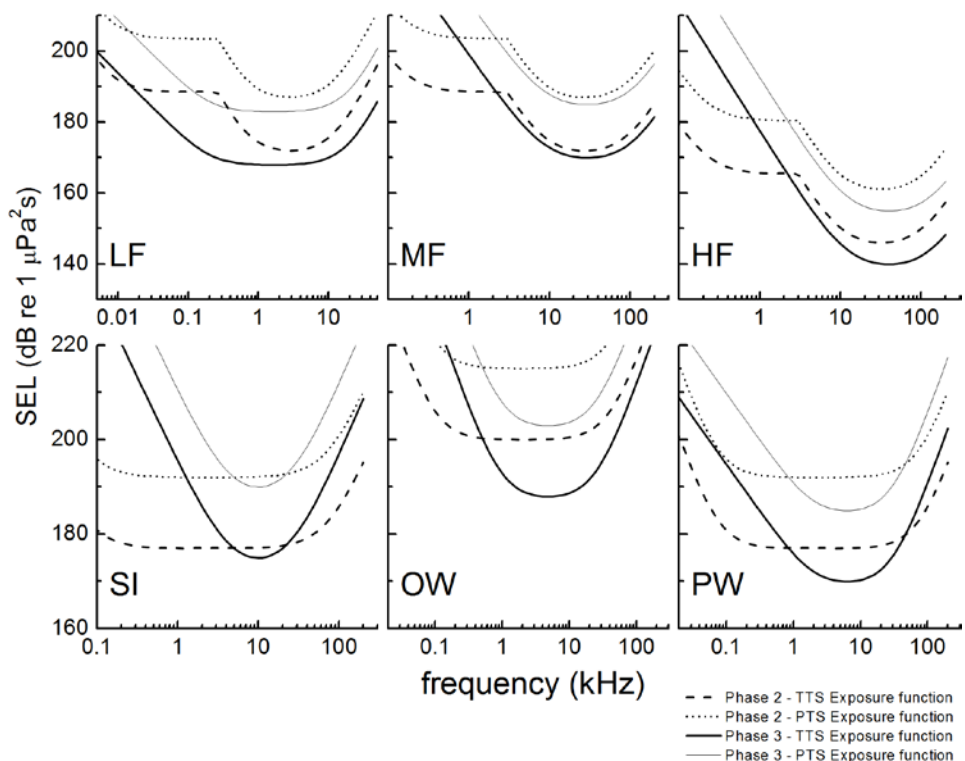 SEL (dB re 1 μPa²s)
200
180
160
140
LF
MF
HF
0.01 0.1 1 10
1 10 100
1 10 100
220
200
180
160
SI
OW
PW
0.1 1 10 100
0.1 1 10 100
0.1 1 10 100
frequency (kHz)
Phase 2 - TTS Exposure function
Phase 2 - PTS Exposure function
Phase 3 - TTS Exposure function
Phase 3 - PTS Exposure function